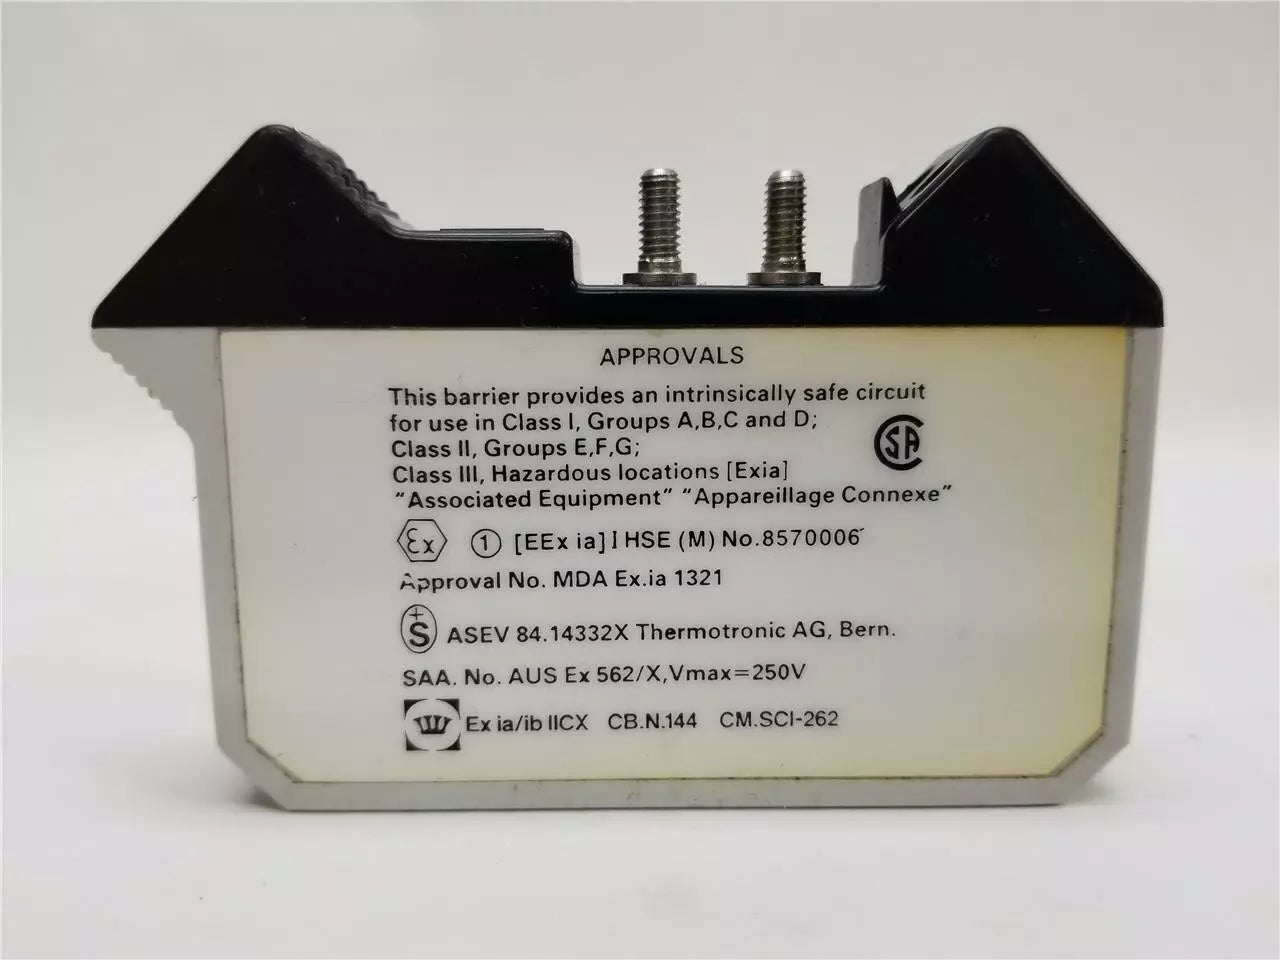 APPROVALS
This barrier provides an intrinsically safe circuit
for use in Class I, Groups A,B,C and D;
Class II, Groups E,F,G;
Class III, Hazardous locations [Exia]
"Associated Equipment" "Appareillage Connexe"
SA
Ex 1 [EEx ia] I HSE (M) No.8570006
Approval No. MDA Ex.ia 1321
+S ASEV 84.14332X Thermotronic AG, Bern.
SAA. No. AUS Ex 562/X,Vmax=250V
Ex ia/ib IICX CB.N.144 CM.SCI-262